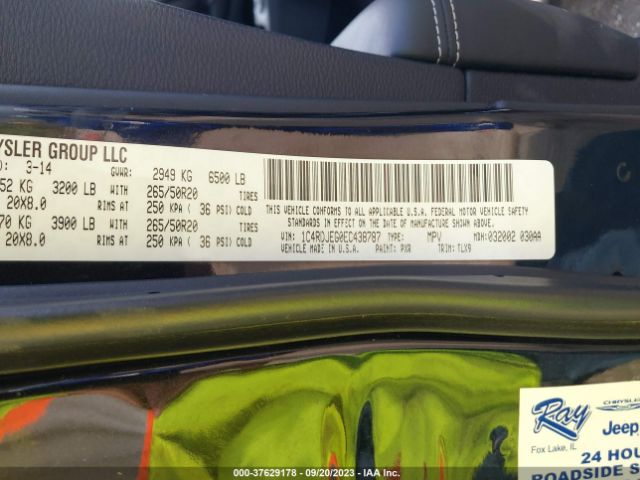 YSLER GROUP LLC
3-14 GVWR: 2949 KG 6500 LB
52 KG 3200 LB WITH 265/50R20 TIRES
20X8.0 RIMS AT 250 KPA ( 36 PSI) COLD
70 KG 3900 LB WITH 265/50R20 TIRES
20X8.0 RIMS AT 250 KPA ( 36 PSI) COLD
THIS VEHICLE CONFORMS TO ALL APPLICABLE U.S.A. FEDERAL MOTOR VEHICLE SAFETY
STANDARDS IN EFFECT ON THE DATE OF MANUFACTURE SHOWN ABOVE.
VIN: 1C4RDJEG0EC438787 TYPE: MPV MDH: 032002 030AA
VEHICLE MADE IN U.S.A. PAINT: PXR TRIM: TLX9
Ray
Fox Lake, IL
CHRYSLER
Jeep
24 HOU
ROADSIDE S
000-37629178 | 09/20/2023 | IAA Inc.